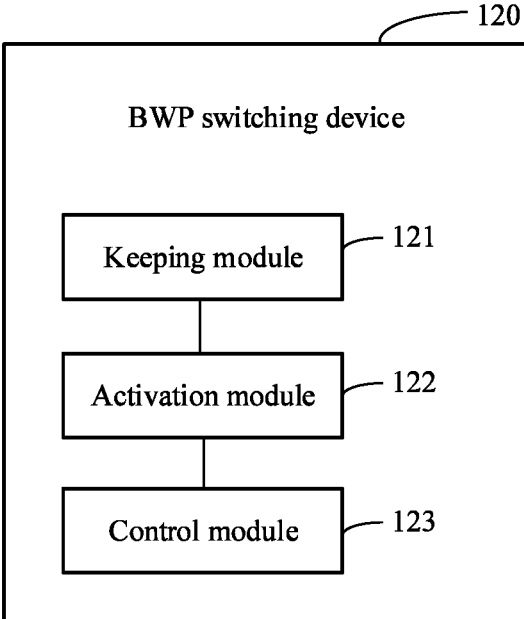 120
BWP switching device
Keeping module
121
Activation module
122
Control module
123